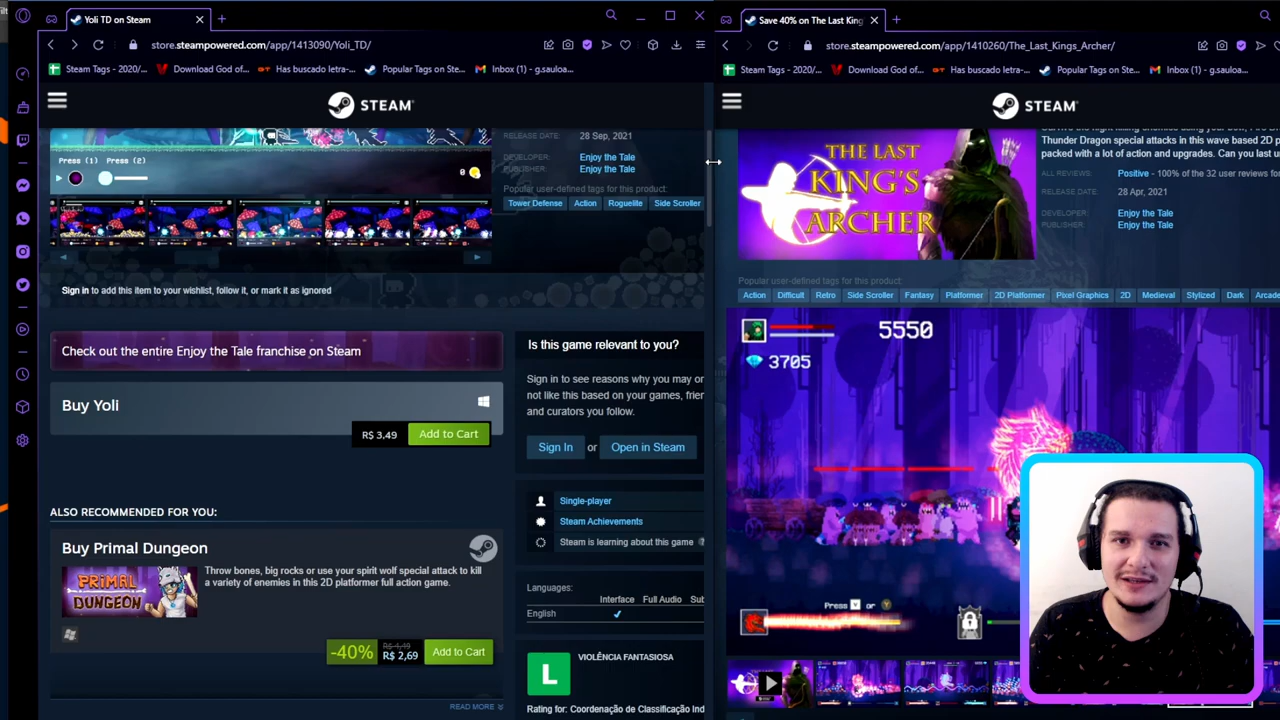 Yoli TD on Steam
store.steampowered.com/app/1413090/Yoli_TD/
Steam Tags - 2020/...
Download God of...
Has buscado letra-...
Popular Tags on Ste...
Inbox (1) - g.sauloa...
STEAM®
Press (1) Press (2)
0
RELEASE DATE: 28 Sep, 2021
DEVELOPER: Enjoy the Tale
PUBLISHER: Enjoy the Tale
Popular user-defined tags for this product:
Tower Defense Action Roguelite Side Scroller
Sign in to add this item to your wishlist, follow it, or mark it as ignored
Check out the entire Enjoy the Tale franchise on Steam
Buy Yoli
R$ 3,49 Add to Cart
ALSO RECOMMENDED FOR YOU:
Buy Primal Dungeon
PRIMAL
DUNGEON
Throw bones, big rocks or use your spirit wolf special attack to kill
a variety of enemies in this 2D platformer full action game.
-40% R$ 4,49
R$ 2,69 Add to Cart
READ MORE
Is this game relevant to you?
Sign in to see reasons why you may or
not like this based on your games, frien
and curators you follow.
Sign In or Open in Steam
Single-player
Steam Achievements
Steam is learning about this game ?
Languages:
Interface Full Audio Sub
English ✔
L
VIOLÊNCIA FANTASIOSA
Rating for: Coordenação de Classificação Ind
Save 40% on The Last King'
store.steampowered.com/app/1410260/The_Last_Kings_Archer/
Steam Tags - 2020/...
Download God of...
Has buscado letra-...
Popular Tags on Ste...
Inbox (1) - g.sauloa...
STEAM®
THE LAST
KING'S
ARCHER
Thunder Dragon special attacks in this wave based 2D p
packed with a lot of action and upgrades. Can you last u
ALL REVIEWS: Positive - 100% of the 32 user reviews for
RELEASE DATE: 28 Apr, 2021
DEVELOPER: Enjoy the Tale
PUBLISHER: Enjoy the Tale
Popular user-defined tags for this product:
Action Difficult Retro Side Scroller Fantasy Platformer 2D Platformer Pixel Graphics 2D Medieval Stylized Dark Arcade
5550
3705
Press Y or Y